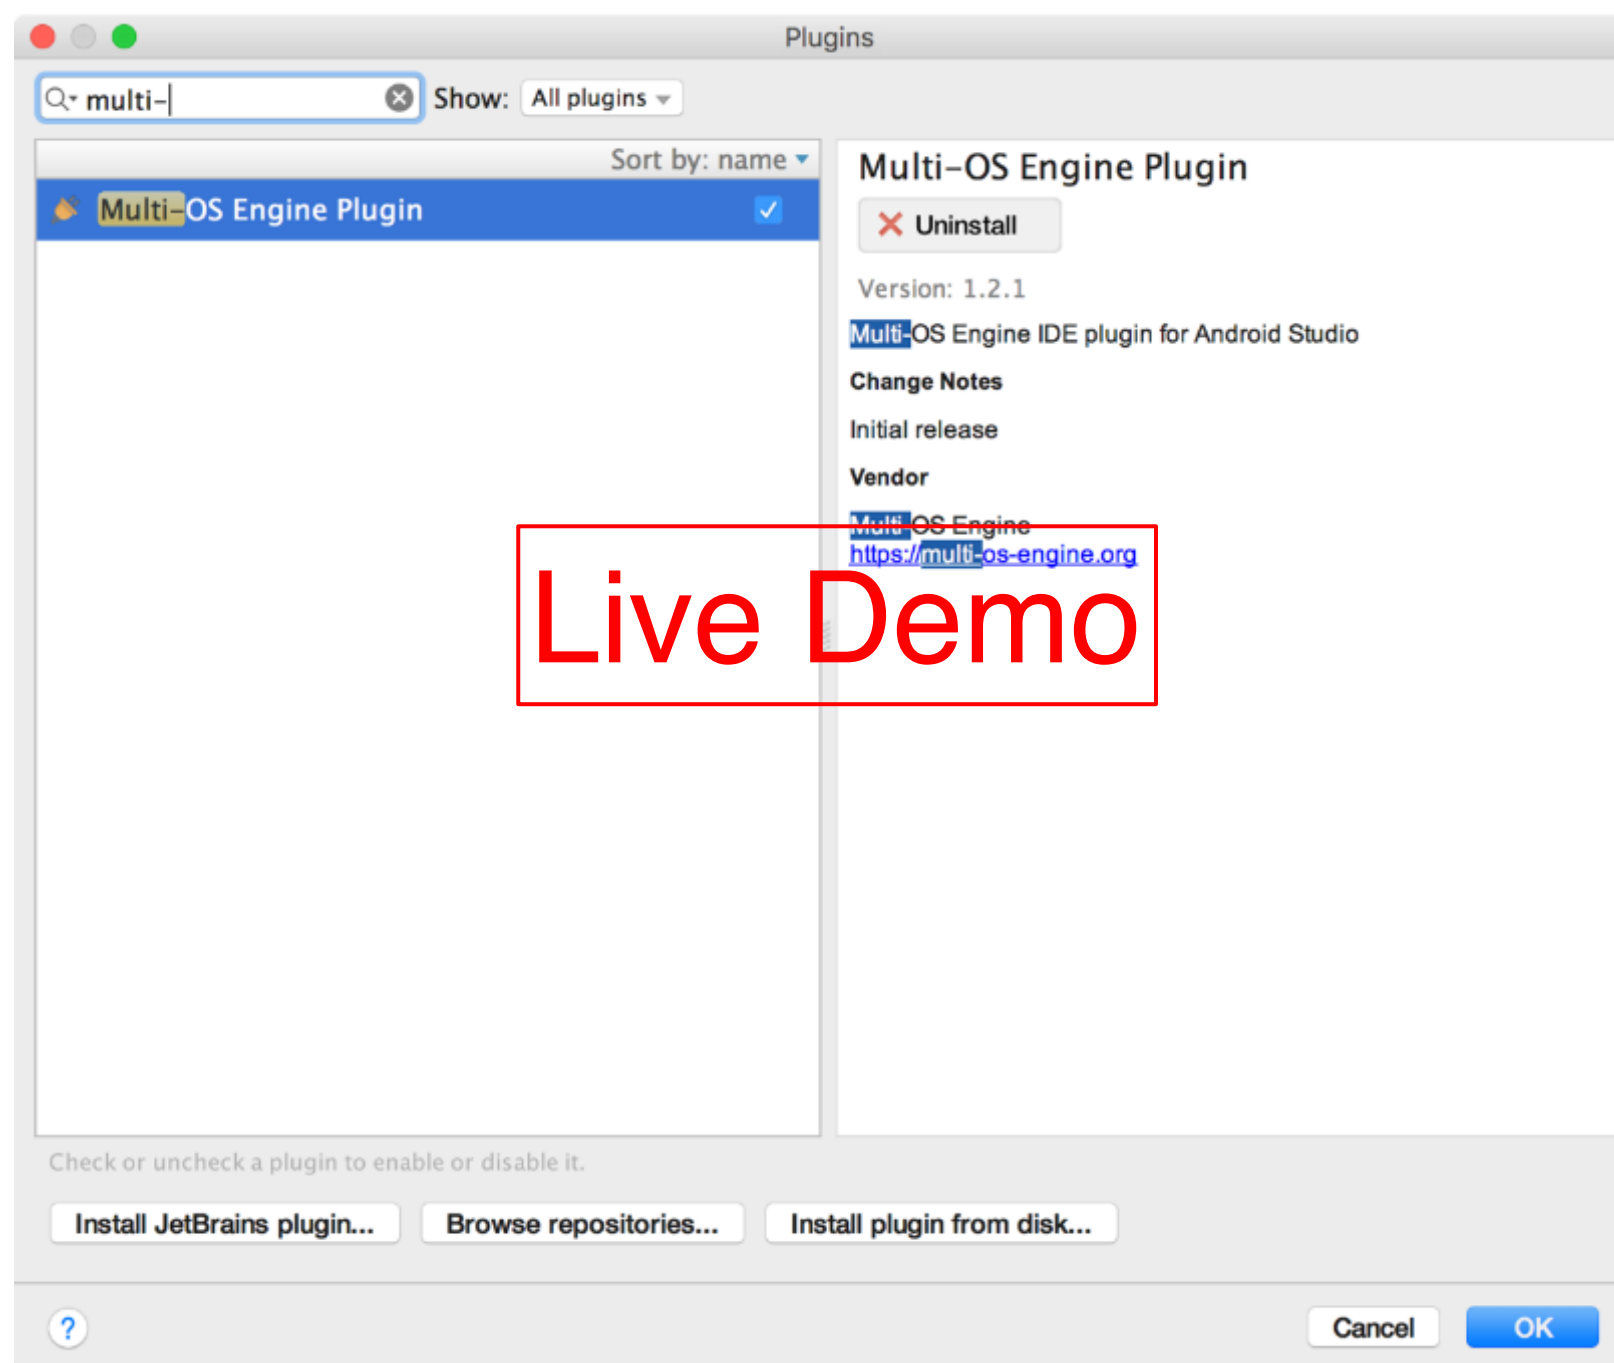 Plugins
multi-
Show: All plugins
Sort by: name
Multi-OS Engine Plugin
Multi-OS Engine Plugin
Uninstall
Version: 1.2.1
Multi-OS Engine IDE plugin for Android Studio
Change Notes
Initial release
Vendor
Multi-OS Engine
https://multi-os-engine.org
Live Demo
Check or uncheck a plugin to enable or disable it.
Install JetBrains plugin...
Browse repositories...
Install plugin from disk...
?
Cancel
OK